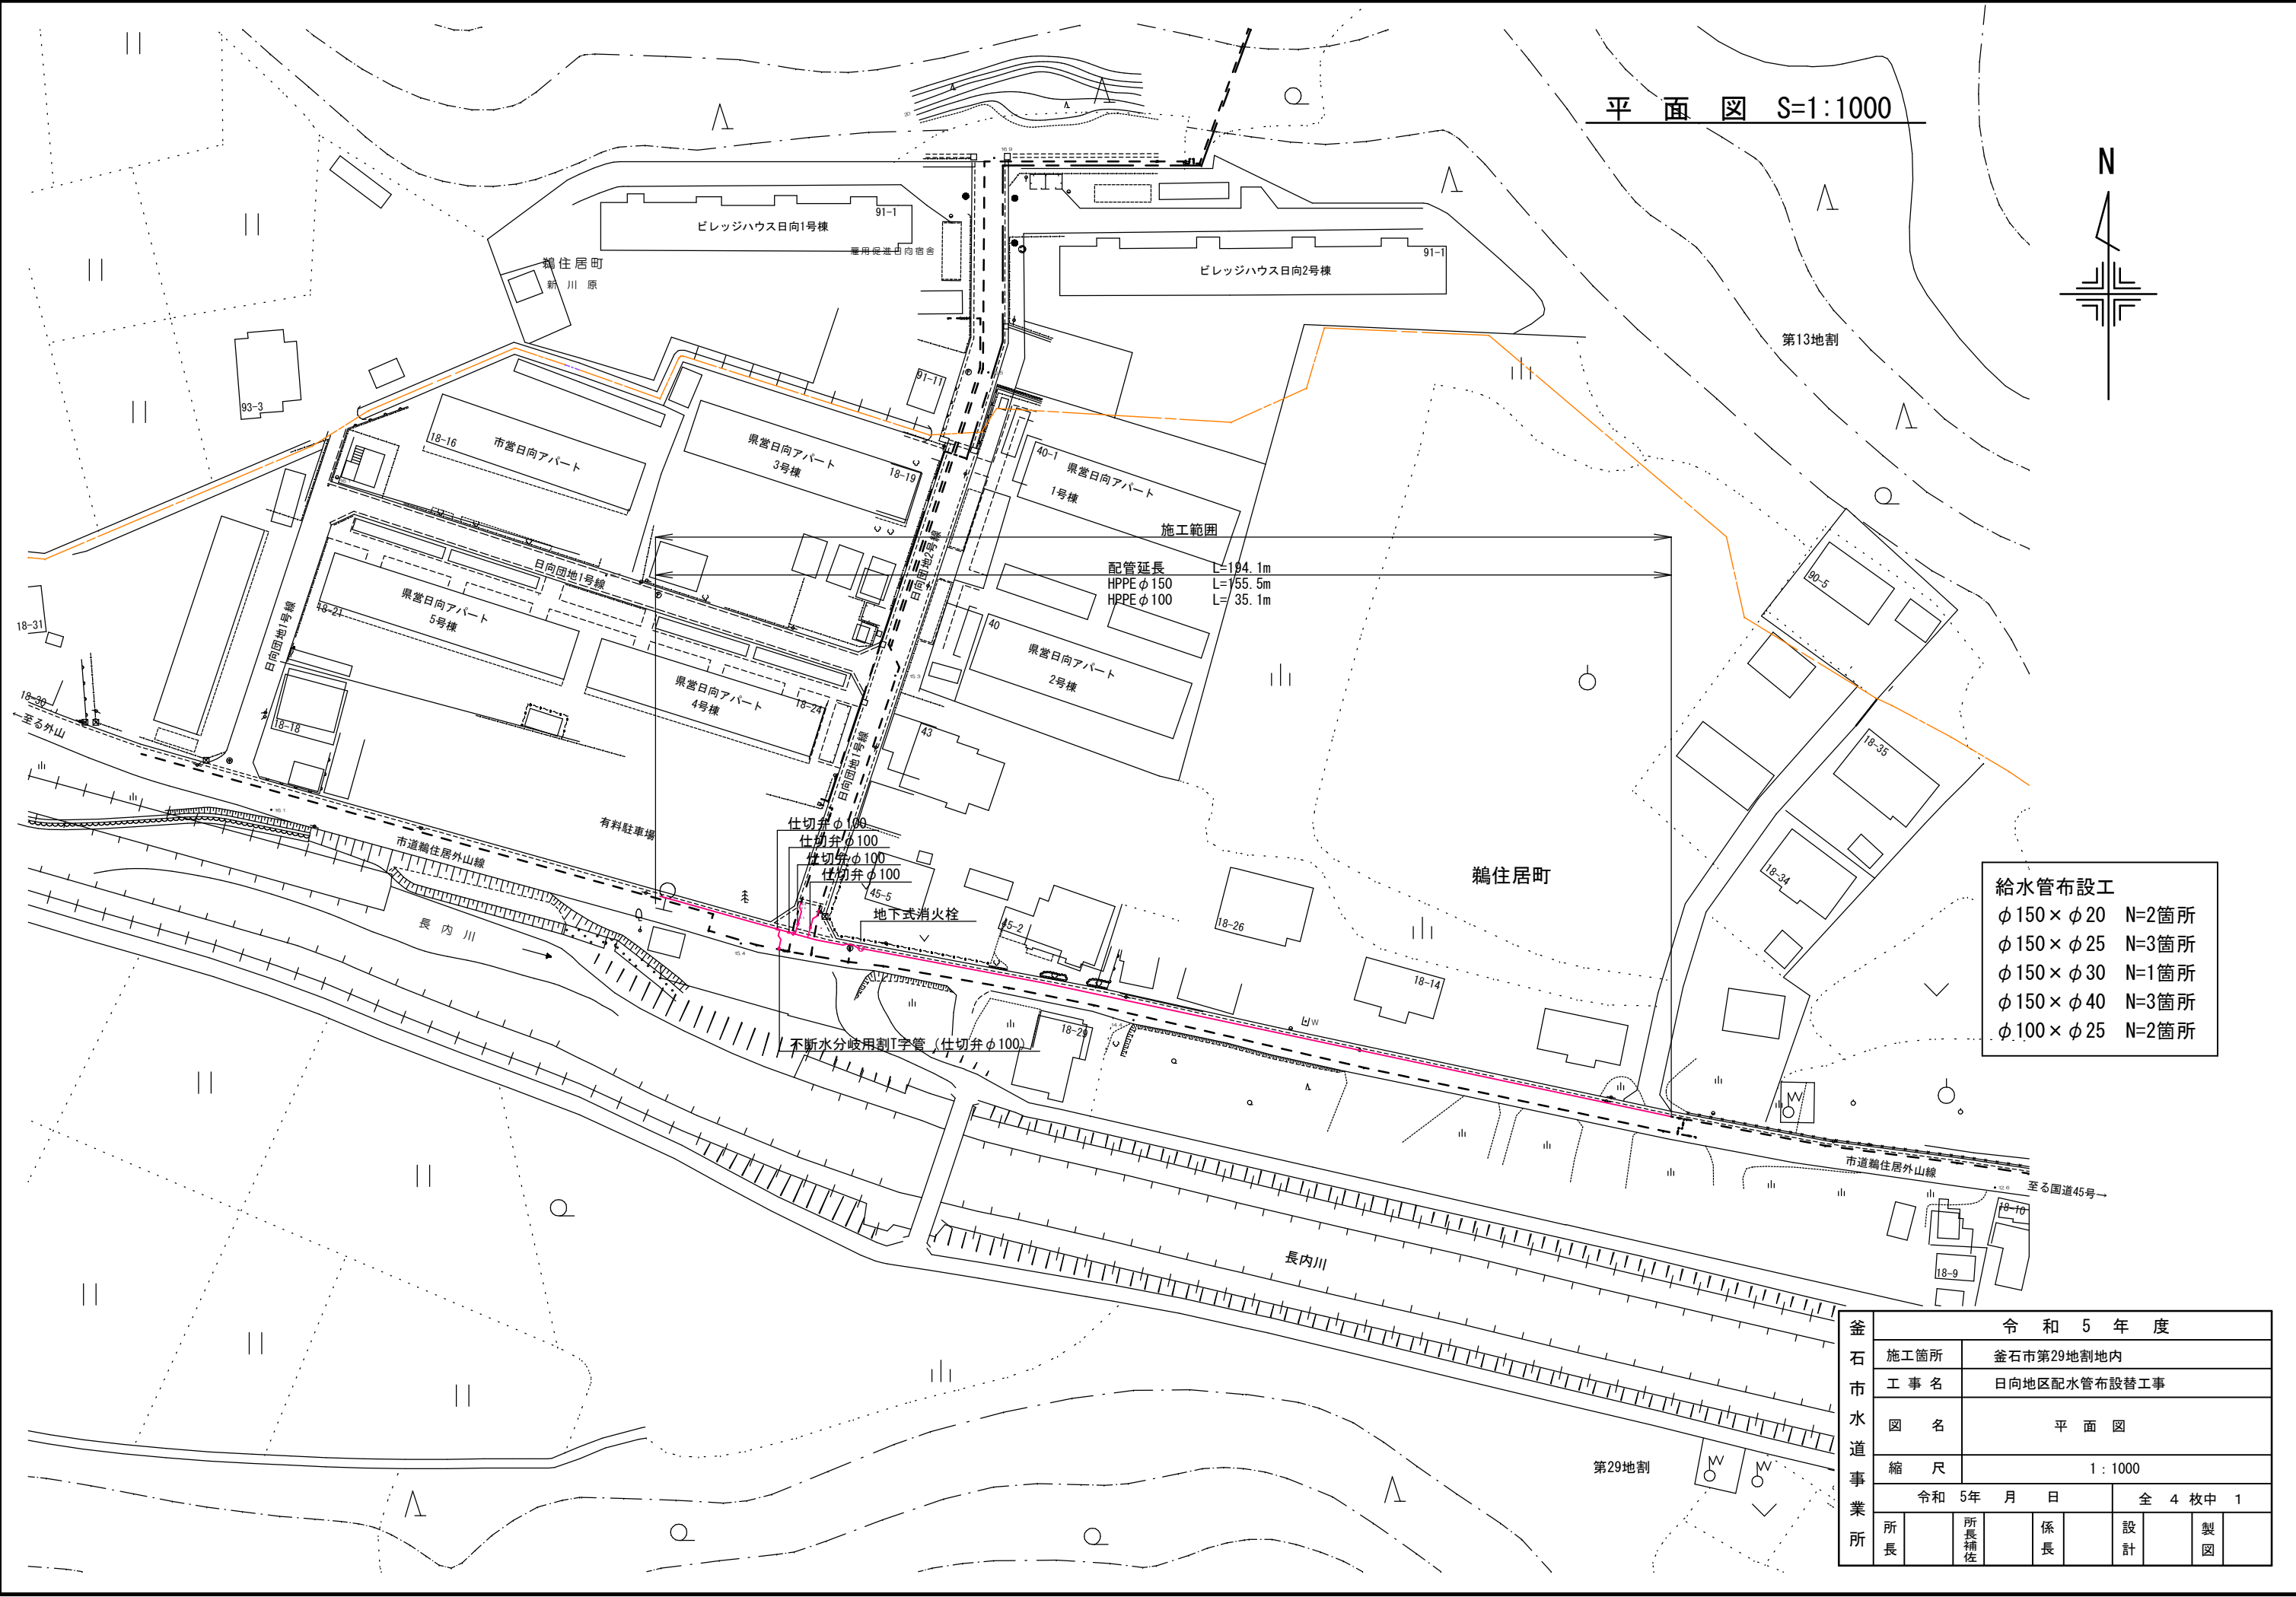 平 面 図 S=1:1000
N
16.9
20
ビレッジハウス日向1号棟
91-1
雇用促進日向宿舎
ビレッジハウス日向2号棟
91-1
鵜住居町
新 川 原
第13地割
93-3
91-11
18-16
市営日向アパート
県営日向アパート
3号棟
18-19
40-1
県営日向アパート
1号棟
施工範囲
配管延長 L=194.1m
HPPEφ150 L=155.5m
HPPEφ100 L= 35.1m
日向団地1号線
日向団地2号線
90-5
18-21
県営日向アパート
5号棟
日向団地1号線
18-31
40
県営日向アパート
2号棟
15.3
県営日向アパート
4号棟
18-24
18-30
←至る外山
18-18
43
日向団地1号線
18-35
16.1
有料駐車場
市道鵜住居外山線
仕切弁φ100
仕切弁φ100
仕切弁φ100
仕切弁φ100
45-5
地下式消火栓
鵜住居町
18-34
長 内 川
45-2
18-26
15.4
18-14
給水管布設工
φ150×φ20 N=2箇所
φ150×φ25 N=3箇所
φ150×φ30 N=1箇所
φ150×φ40 N=3箇所
φ100×φ25 N=2箇所
W
14.4
18-29
不断水分岐用割T字管（仕切弁φ100）
市道鵜住居外山線
12.6
至る国道45号→
18-10
18-9
長内川
第29地割
釜石市水道事業所
令 和 5 年 度
施工箇所 釜石市第29地割地内
工 事 名 日向地区配水管布設替工事
図 名 平 面 図
縮 尺 1：1000
令和 5年 月 日 全 4 枚中 1
所長 所長補佐 係長 設計 製図